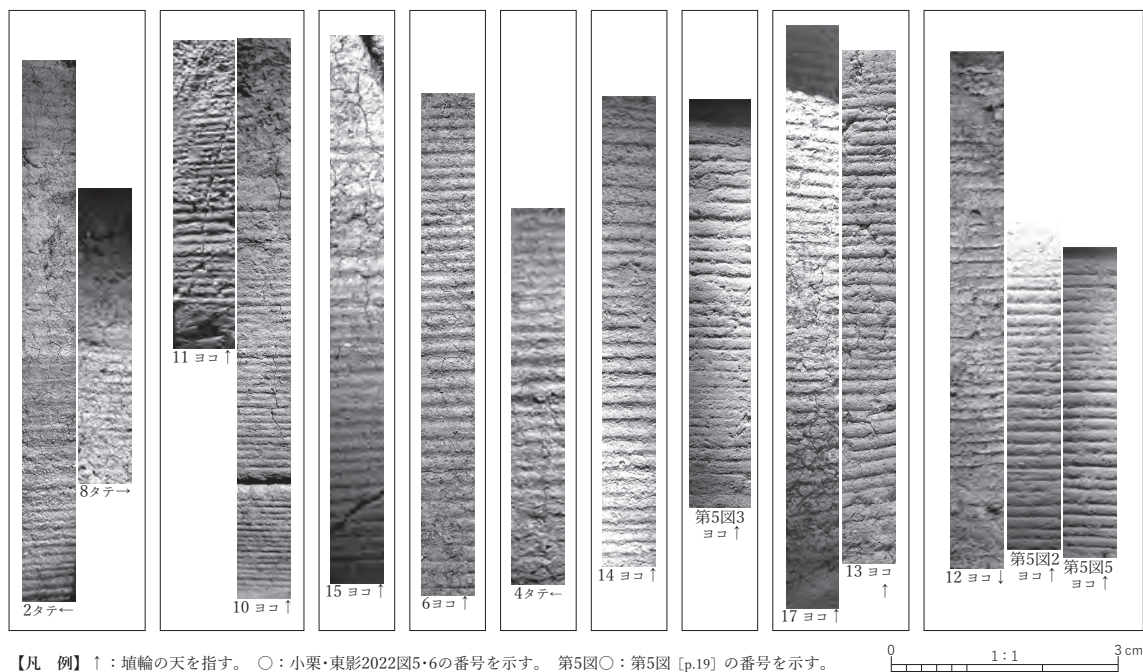 2タテ←
8タテ→
11 ヨコ↑
10 ヨコ↑
15 ヨコ↑
6ヨコ↑
4タテ←
14 ヨコ↑
第5図3
ヨコ↑
17 ヨコ↑
13 ヨコ
↑
12 ヨコ↓
第5図2
ヨコ↑
第5図5
ヨコ↑
【凡 例】↑：埴輪の天を指す。 ○：小栗・東影2022図5・6の番号を示す。 第5図○：第5図［p.19］の番号を示す。
0 1：1 3 cm